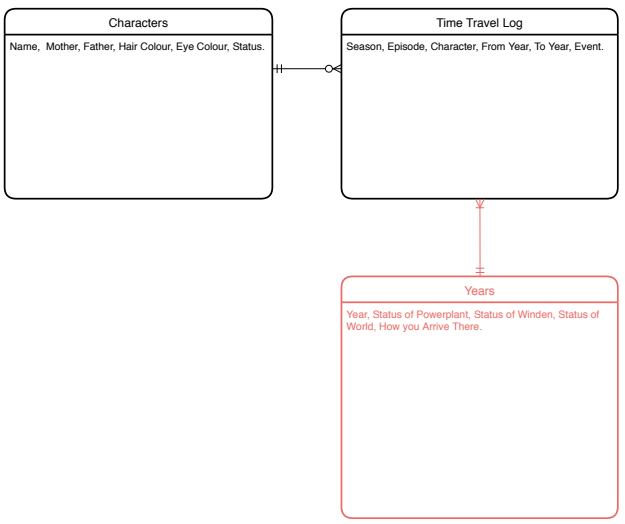 Characters
Name,  Mother, Father, Hair Colour, Eye Colour, Status.
Time Travel Log
Season, Episode, Character, From Year, To Year, Event.
Years
Year, Status of Powerplant, Status of Winden, Status of
World, How you Arrive There.